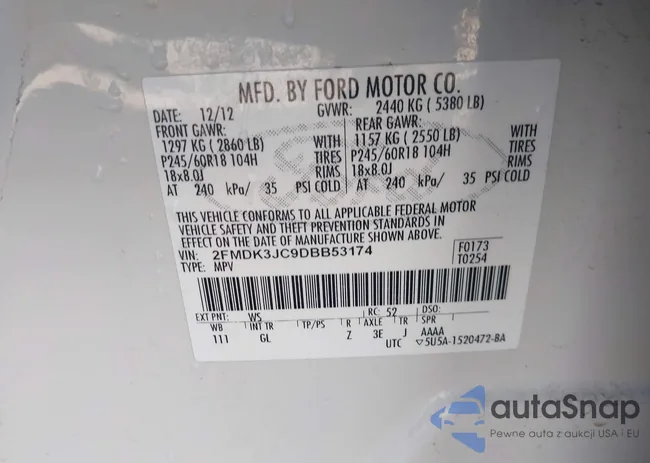 MFD. BY FORD MOTOR CO.
DATE: 12/12 GVWR: 2440 KG ( 5380 LB)
FRONT GAWR: REAR GAWR:
1297 KG ( 2860 LB) WITH 1157 KG ( 2550 LB) WITH
P245/60R18 104H TIRES P245/60R18 104H TIRES
18x8.0J RIMS 18x8.0J RIMS
AT 240 kPa/ 35 PSI COLD AT 240 kPa/ 35 PSI COLD
THIS VEHICLE CONFORMS TO ALL APPLICABLE FEDERAL MOTOR
VEHICLE SAFETY AND THEFT PREVENTION STANDARDS IN
EFFECT ON THE DATE OF MANUFACTURE SHOWN ABOVE.
VIN: 2FMDK3JC9DBB53174 F0173
TYPE: MPV T0254
EXT PNT: WS RC: 52 DSO:
WB INT TR TP/PS R AXLE TR SPR
111 GL Z 3E J AAAA
UTC ▽5U5A-1520472-BA
autaSnap
Pewne auta z aukcji USA i EU